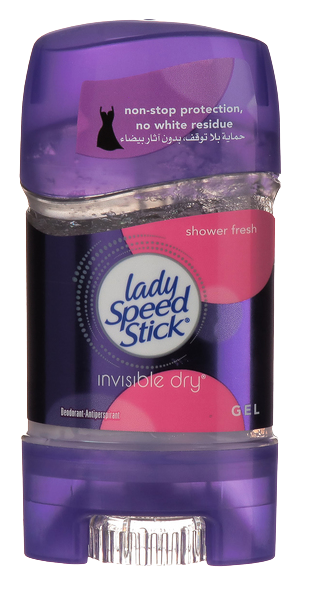 non-stop protection,
no white residue
حماية بلا توقف، بدون آثار بيضاء
shower fresh
lady
Speed
Stick®
invisible dry®
Deodorant-Antiperspirant
GEL